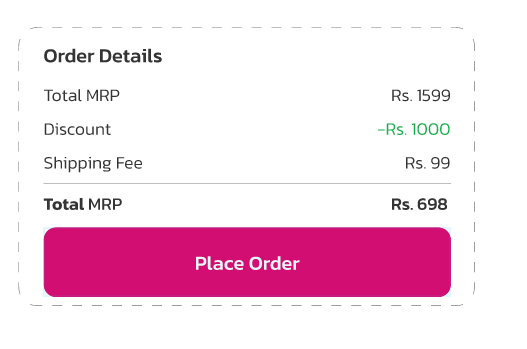 Order Details
Total MRP Rs. 1599
Discount -Rs. 1000
Shipping Fee Rs. 99
Total MRP Rs. 698
Place Order